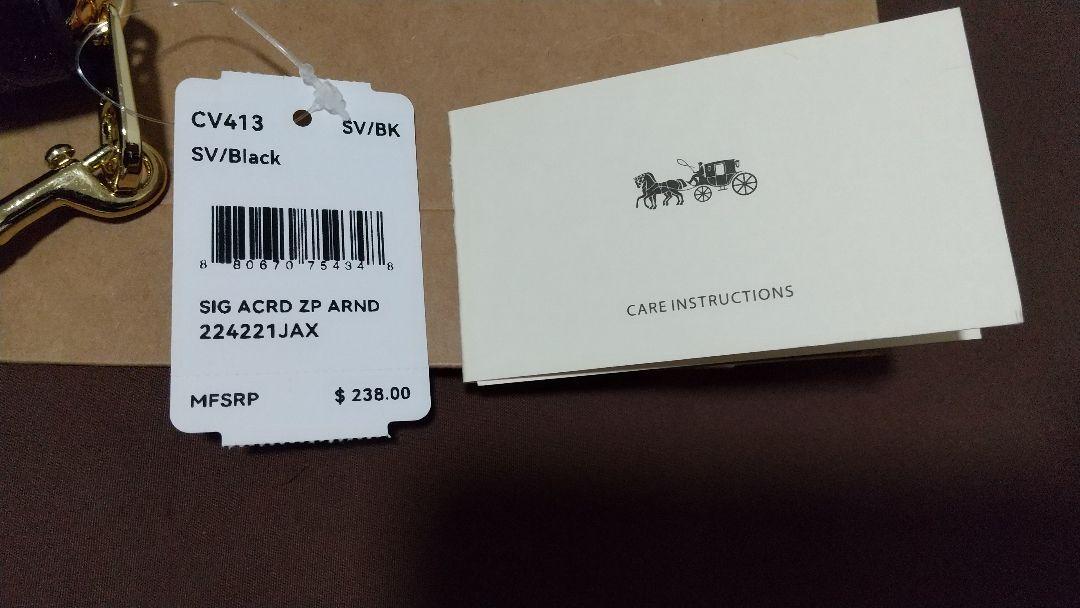 CV413 SV/BK
SV/Black
8 80670 75434 8
SIG ACRD ZP ARND
224221JAX
MFSRP $ 238.00
CARE INSTRUCTIONS